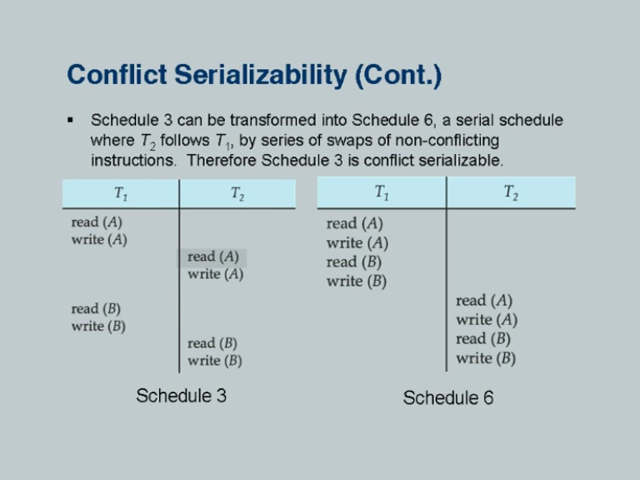 Conflict Serializability (Cont.)
▪ Schedule 3 can be transformed into Schedule 6, a serial schedule
where T2 follows T1, by series of swaps of non-conflicting
instructions. Therefore Schedule 3 is conflict serializable.
T1 T2
read (A)
write (A)
read (A)
write (A)
read (B)
write (B)
read (B)
write (B)
Schedule 3
T1 T2
read (A)
write (A)
read (B)
write (B)
read (A)
write (A)
read (B)
write (B)
Schedule 6